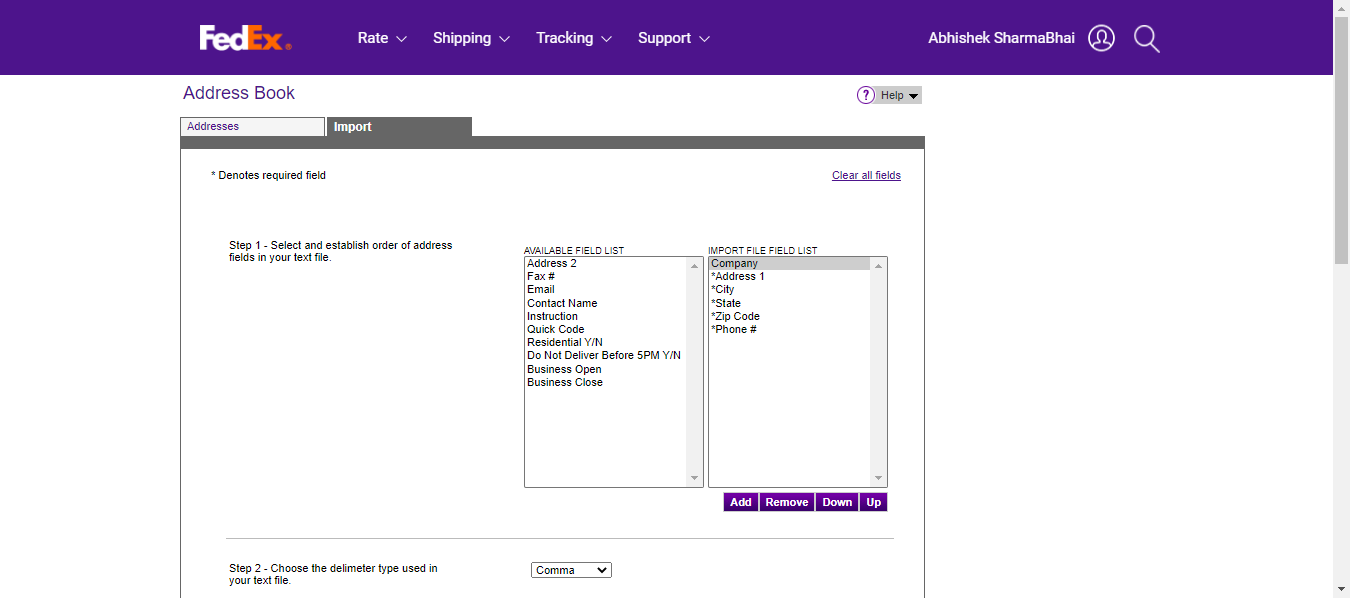 FedEx®
Rate
Shipping
Tracking
Support
Abhishek SharmaBhai
Address Book
? Help
Addresses
Import
* Denotes required field
Clear all fields
Step 1 - Select and establish order of address
fields in your text file.
AVAILABLE FIELD LIST
Address 2
Fax #
Email
Contact Name
Instruction
Quick Code
Residential Y/N
Do Not Deliver Before 5PM Y/N
Business Open
Business Close
IMPORT FILE FIELD LIST
Company
*Address 1
*City
*State
*Zip Code
*Phone #
Add
Remove
Down
Up
Step 2 - Choose the delimeter type used in
your text file.
Comma